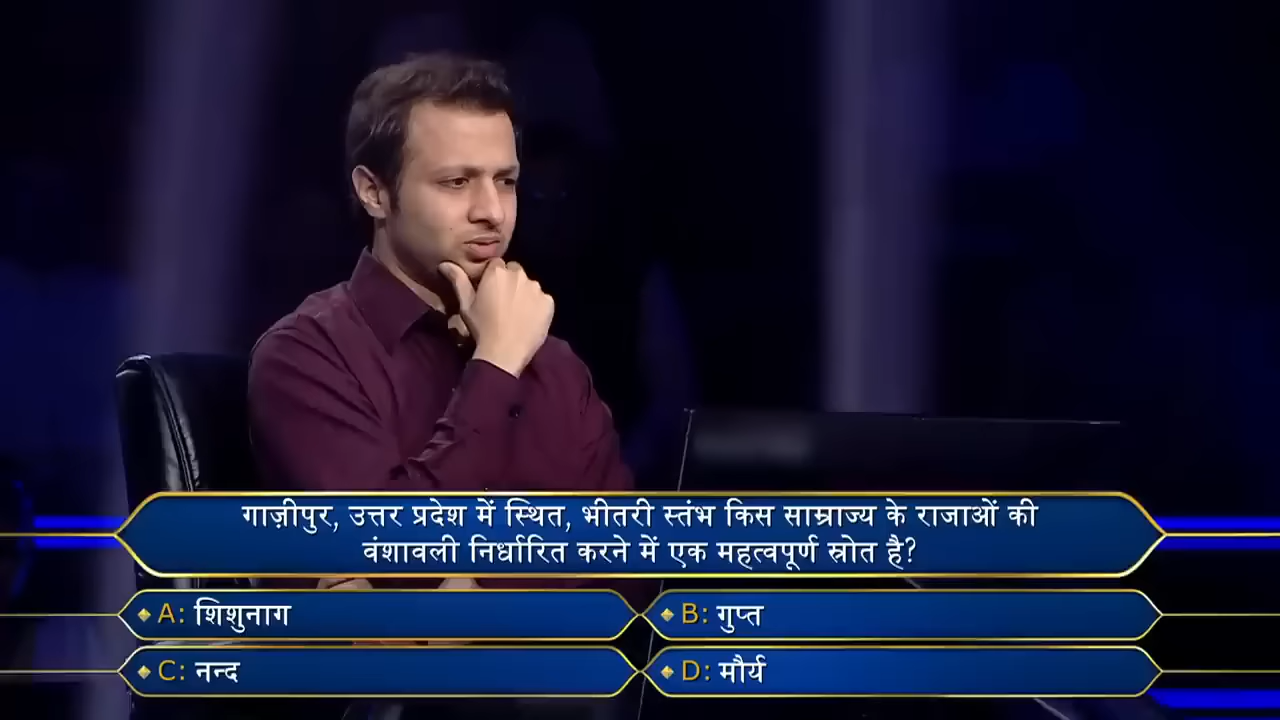 गाज़ीपुर, उत्तर प्रदेश में स्थित, भीतरी स्तंभ किस साम्राज्य के राजाओं की
वंशावली निर्धारित करने में एक महत्वपूर्ण स्रोत है?
A: शिशुनाग
B: गुप्त
C: नन्द
D: मौर्य